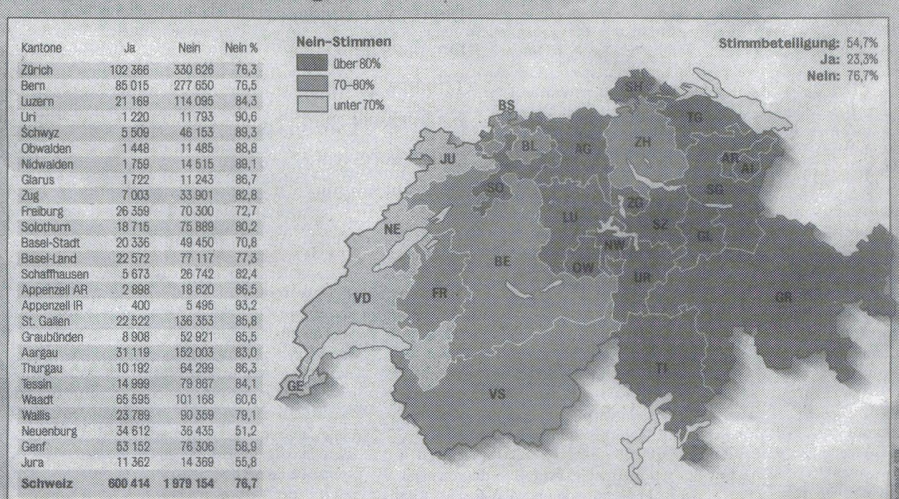 Kantone Ja Nein Nein %
Zürich 102 366 330 626 76,3
Bern 85 015 277 650 76,5
Luzern 21 169 114 095 84,3
Uri 1 220 11 793 90,6
Schwyz 5 509 46 153 89,3
Obwalden 1 448 11 485 88,8
Nidwalden 1 759 14 515 89,1
Glarus 1 722 11 243 86,7
Zug 7 003 33 901 82,8
Freiburg 26 359 70 300 72,7
Solothurn 18 715 75 889 80,2
Basel-Stadt 20 336 49 450 70,8
Basel-Land 22 572 77 117 77,3
Schaffhausen 5 673 26 742 82,4
Appenzell AR 2 898 18 620 86,5
Appenzell IR 400 5 495 93,2
St. Gallen 22 522 136 353 85,8
Graubünden 8 908 52 921 85,5
Aargau 31 119 152 003 83,0
Thurgau 10 192 64 299 86,3
Tessin 14 999 79 867 84,1
Waadt 65 595 101 168 60,6
Wallis 23 789 90 359 79,1
Neuenburg 34 612 36 435 51,2
Genf 53 152 76 306 58,9
Jura 11 362 14 369 55,8
Schweiz 600 414 1 979 154 76,7
Nein-Stimmen
über 80%
70–80%
unter 70%
Stimmbeteiligung: 54,7%
Ja: 23,3%
Nein: 76,7%
SH
BS
TG
BL
AG
ZH
JU
AR
AI
SO
SG
ZG
LU
SZ
NE
GL
NW
BE
OW
UR
FR
VD
GR
TI
GE
VS